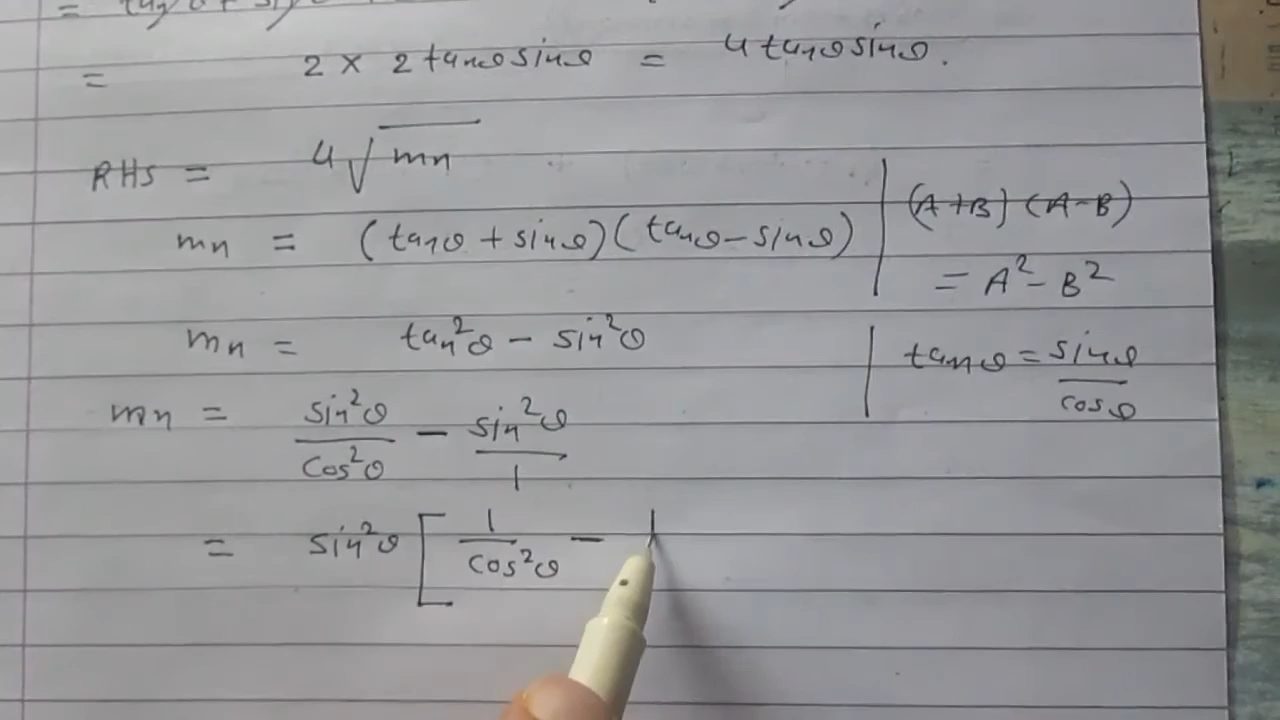 =
= 2 × 2 tanθ sinθ = 4 tanθ sinθ.
RHS = 4√mn
mn = (tanθ + sinθ)(tanθ – sinθ) | (A+B) (A–B)
= A² – B²
mn = tan²θ – sin²θ | tanθ = sinθ/cosθ
mn = sin²θ/cos²θ – sin²θ/1
= sin²θ [ 1/cos²θ – 1